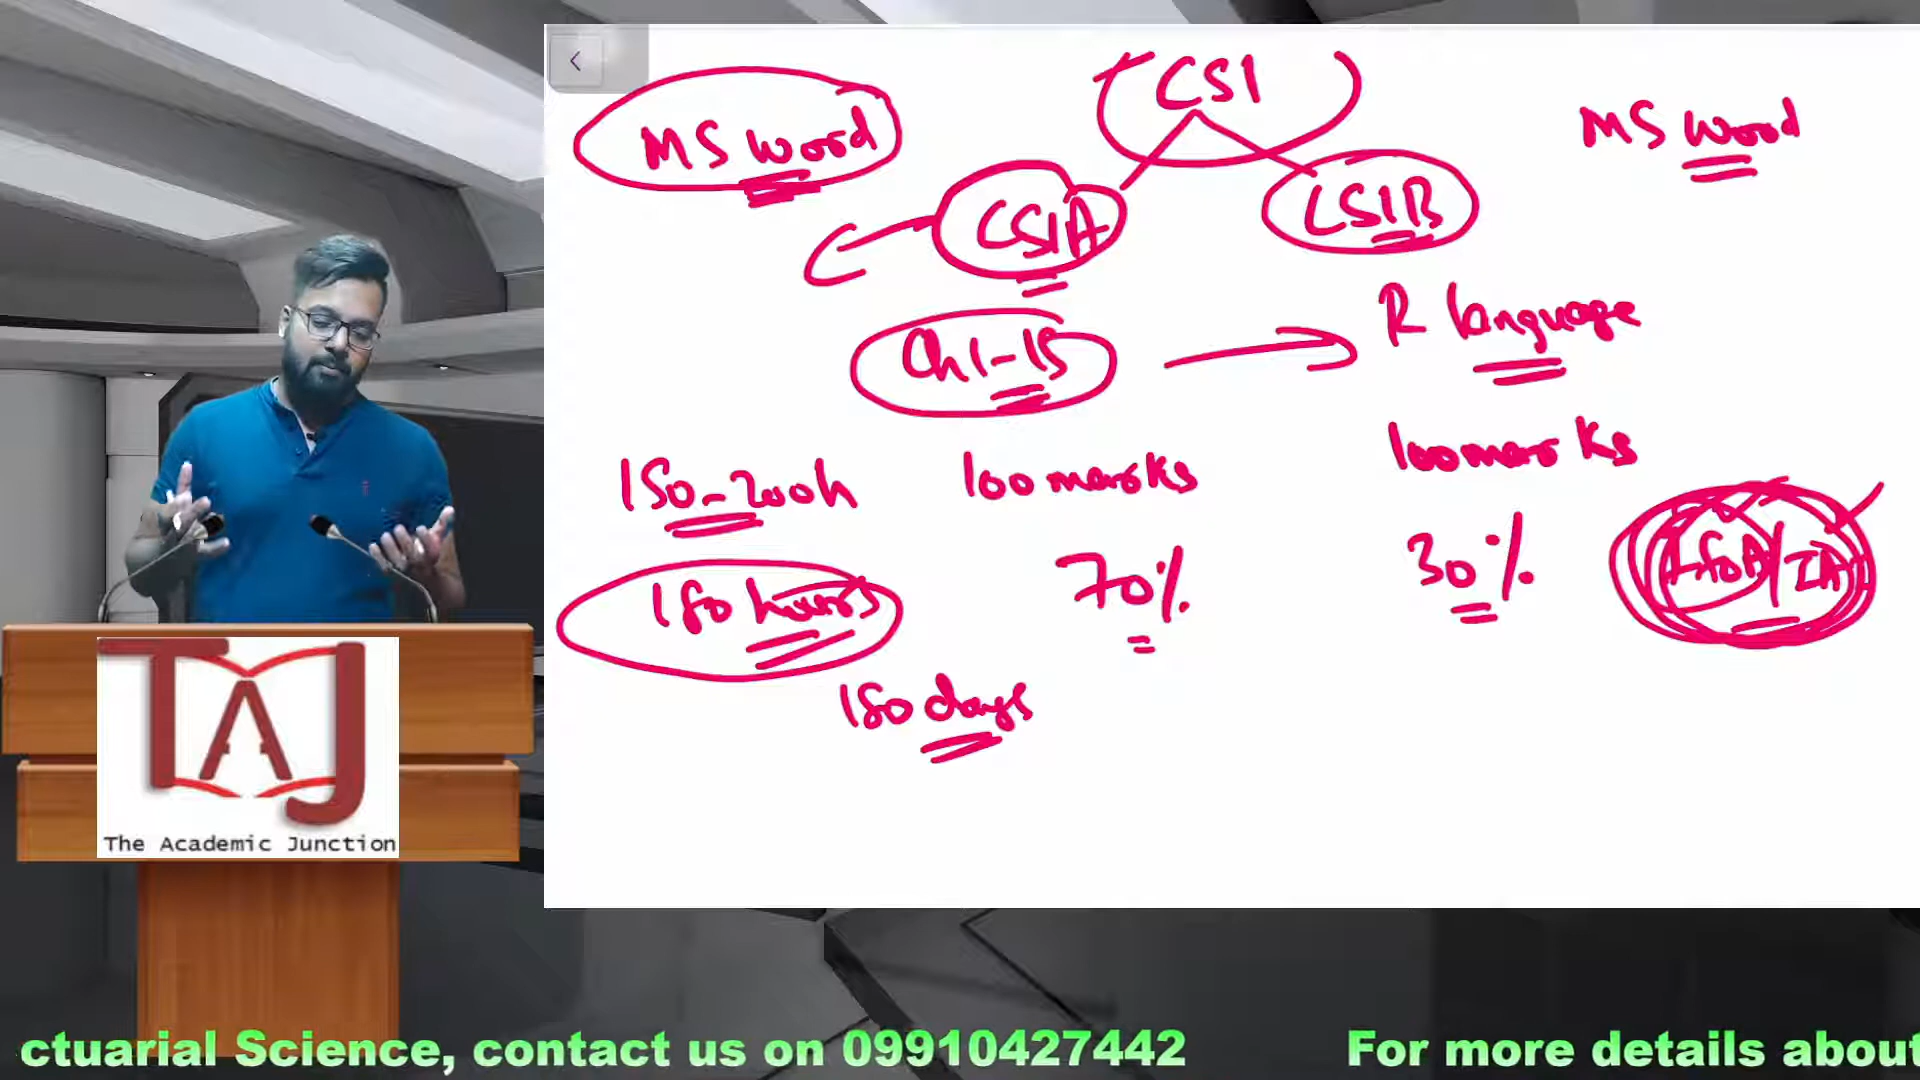 CS1
MS word
MS word
CS1A
CS1B
Ch1-15
R language
150-200h
100 marks
100 marks
180 hours
70%
30%
180 days
TAJ
The Academic Junction
ctuarial Science, contact us on 09910427442
For more details about